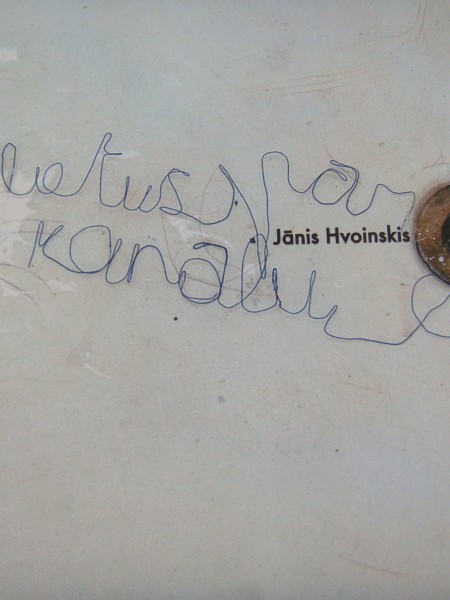 lietus pār
kanālu e
Jānis Hvoinskis